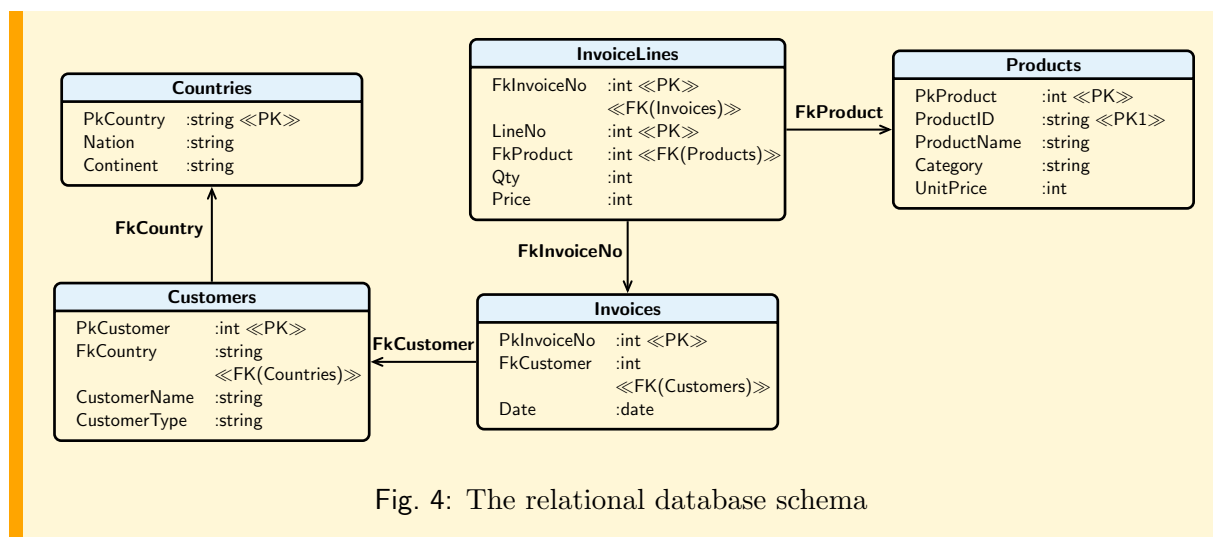 Countries
PkCountry :string ≪PK≫
Nation :string
Continent :string
InvoiceLines
FkInvoiceNo :int ≪PK≫
≪FK(Invoices)≫
LineNo :int ≪PK≫
FkProduct :int ≪FK(Products)≫
Qty :int
Price :int
FkProduct
Products
PkProduct :int ≪PK≫
ProductID :string ≪PK1≫
ProductName :string
Category :string
UnitPrice :int
FkCountry
FkInvoiceNo
Customers
PkCustomer :int ≪PK≫
FkCountry :string
≪FK(Countries)≫
CustomerName :string
CustomerType :string
FkCustomer
Invoices
PkInvoiceNo :int ≪PK≫
FkCustomer :int
≪FK(Customers)≫
Date :date
Fig. 4: The relational database schema